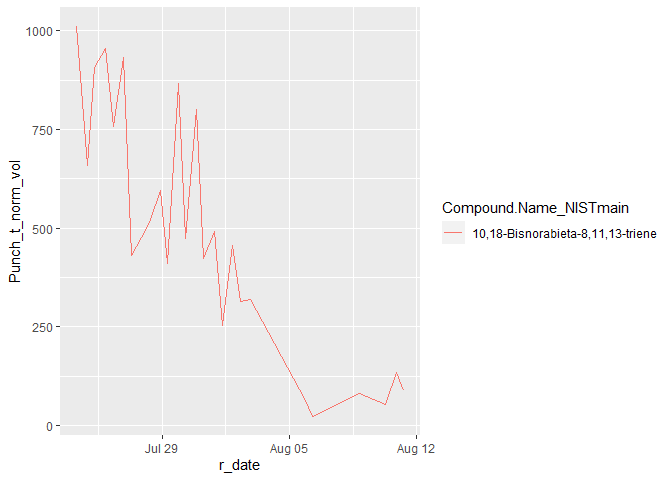 1000
750
500
250
0
Punch_t_norm_vol
Jul 29
Aug 05
Aug 12
r_date
Compound.Name_NISTmain
10,18-Bisnorabieta-8,11,13-triene